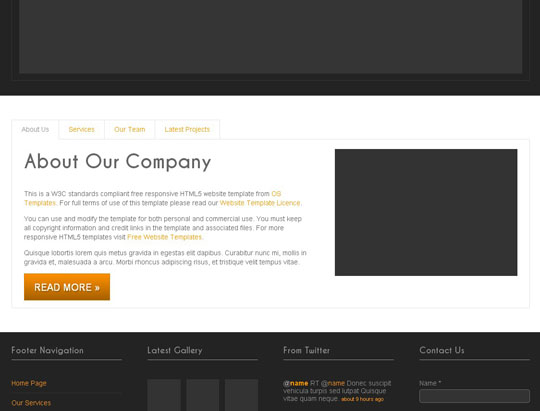 About Us Services Our Team Latest Projects
About Our Company
This is a W3C standards compliant free responsive HTML5 website template from OS
Templates. For full terms of use of this template please read our Website Template Licence.
You can use and modify the template for both personal and commercial use. You must keep
all copyright information and credit links in the template and associated files. For more
responsive HTML5 templates visit Free Website Templates.
Quisque lobortis lorem quis metus gravida in egestas elit dapibus. Curabitur nunc mi, mollis in
gravida et, malesuada a arcu. Morbi rhoncus adipiscing risus, et tristique velit tempus vitae.
READ MORE »
Footer Navigation
Home Page
Our Services
Latest Gallery
From Twitter
@name RT @name Donec suscipit
vehicula turpis sed lutpat Quisque
vitae quam neque. about 9 hours ago
Contact Us
Name *